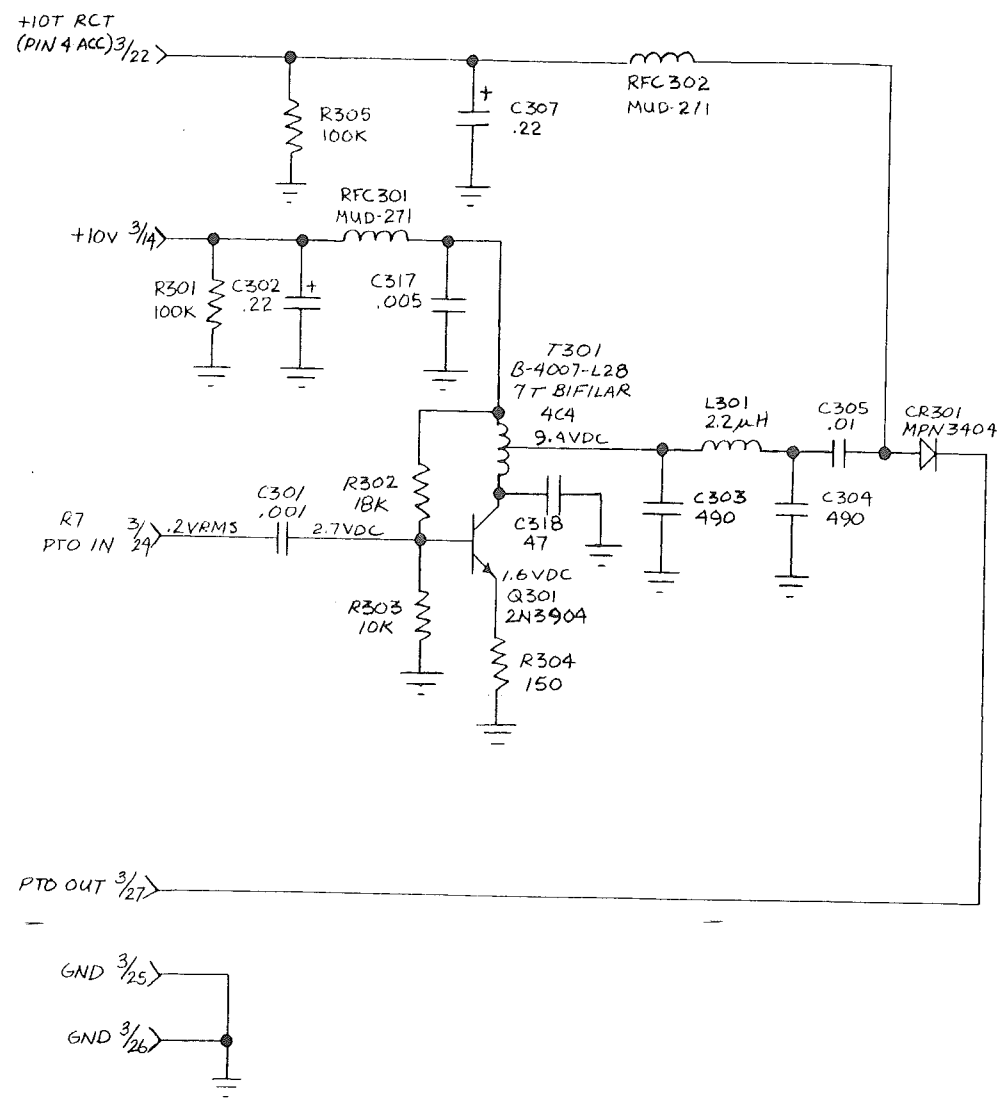 +10T RCT
(PIN 4 ACC) 3/22
R305
100K
+
C307
.22
RFC302
MUD-271
RFC301
MUD-271
+10V 3/14
R301
100K
C302
.22
+
C317
.005
T301
B-4007-L28
7T BIFILAR
4C4
9.4VDC
L301
2.2µH
C305
.01
CR301
MPN3404
R302
18K
C301
.001
R7
PTO IN
3/24
.2VRMS
2.7VDC
C318
47
C303
490
C304
490
1.6VDC
Q301
2N3904
R303
10K
R304
150
PTO OUT 3/27
GND 3/25
GND 3/26